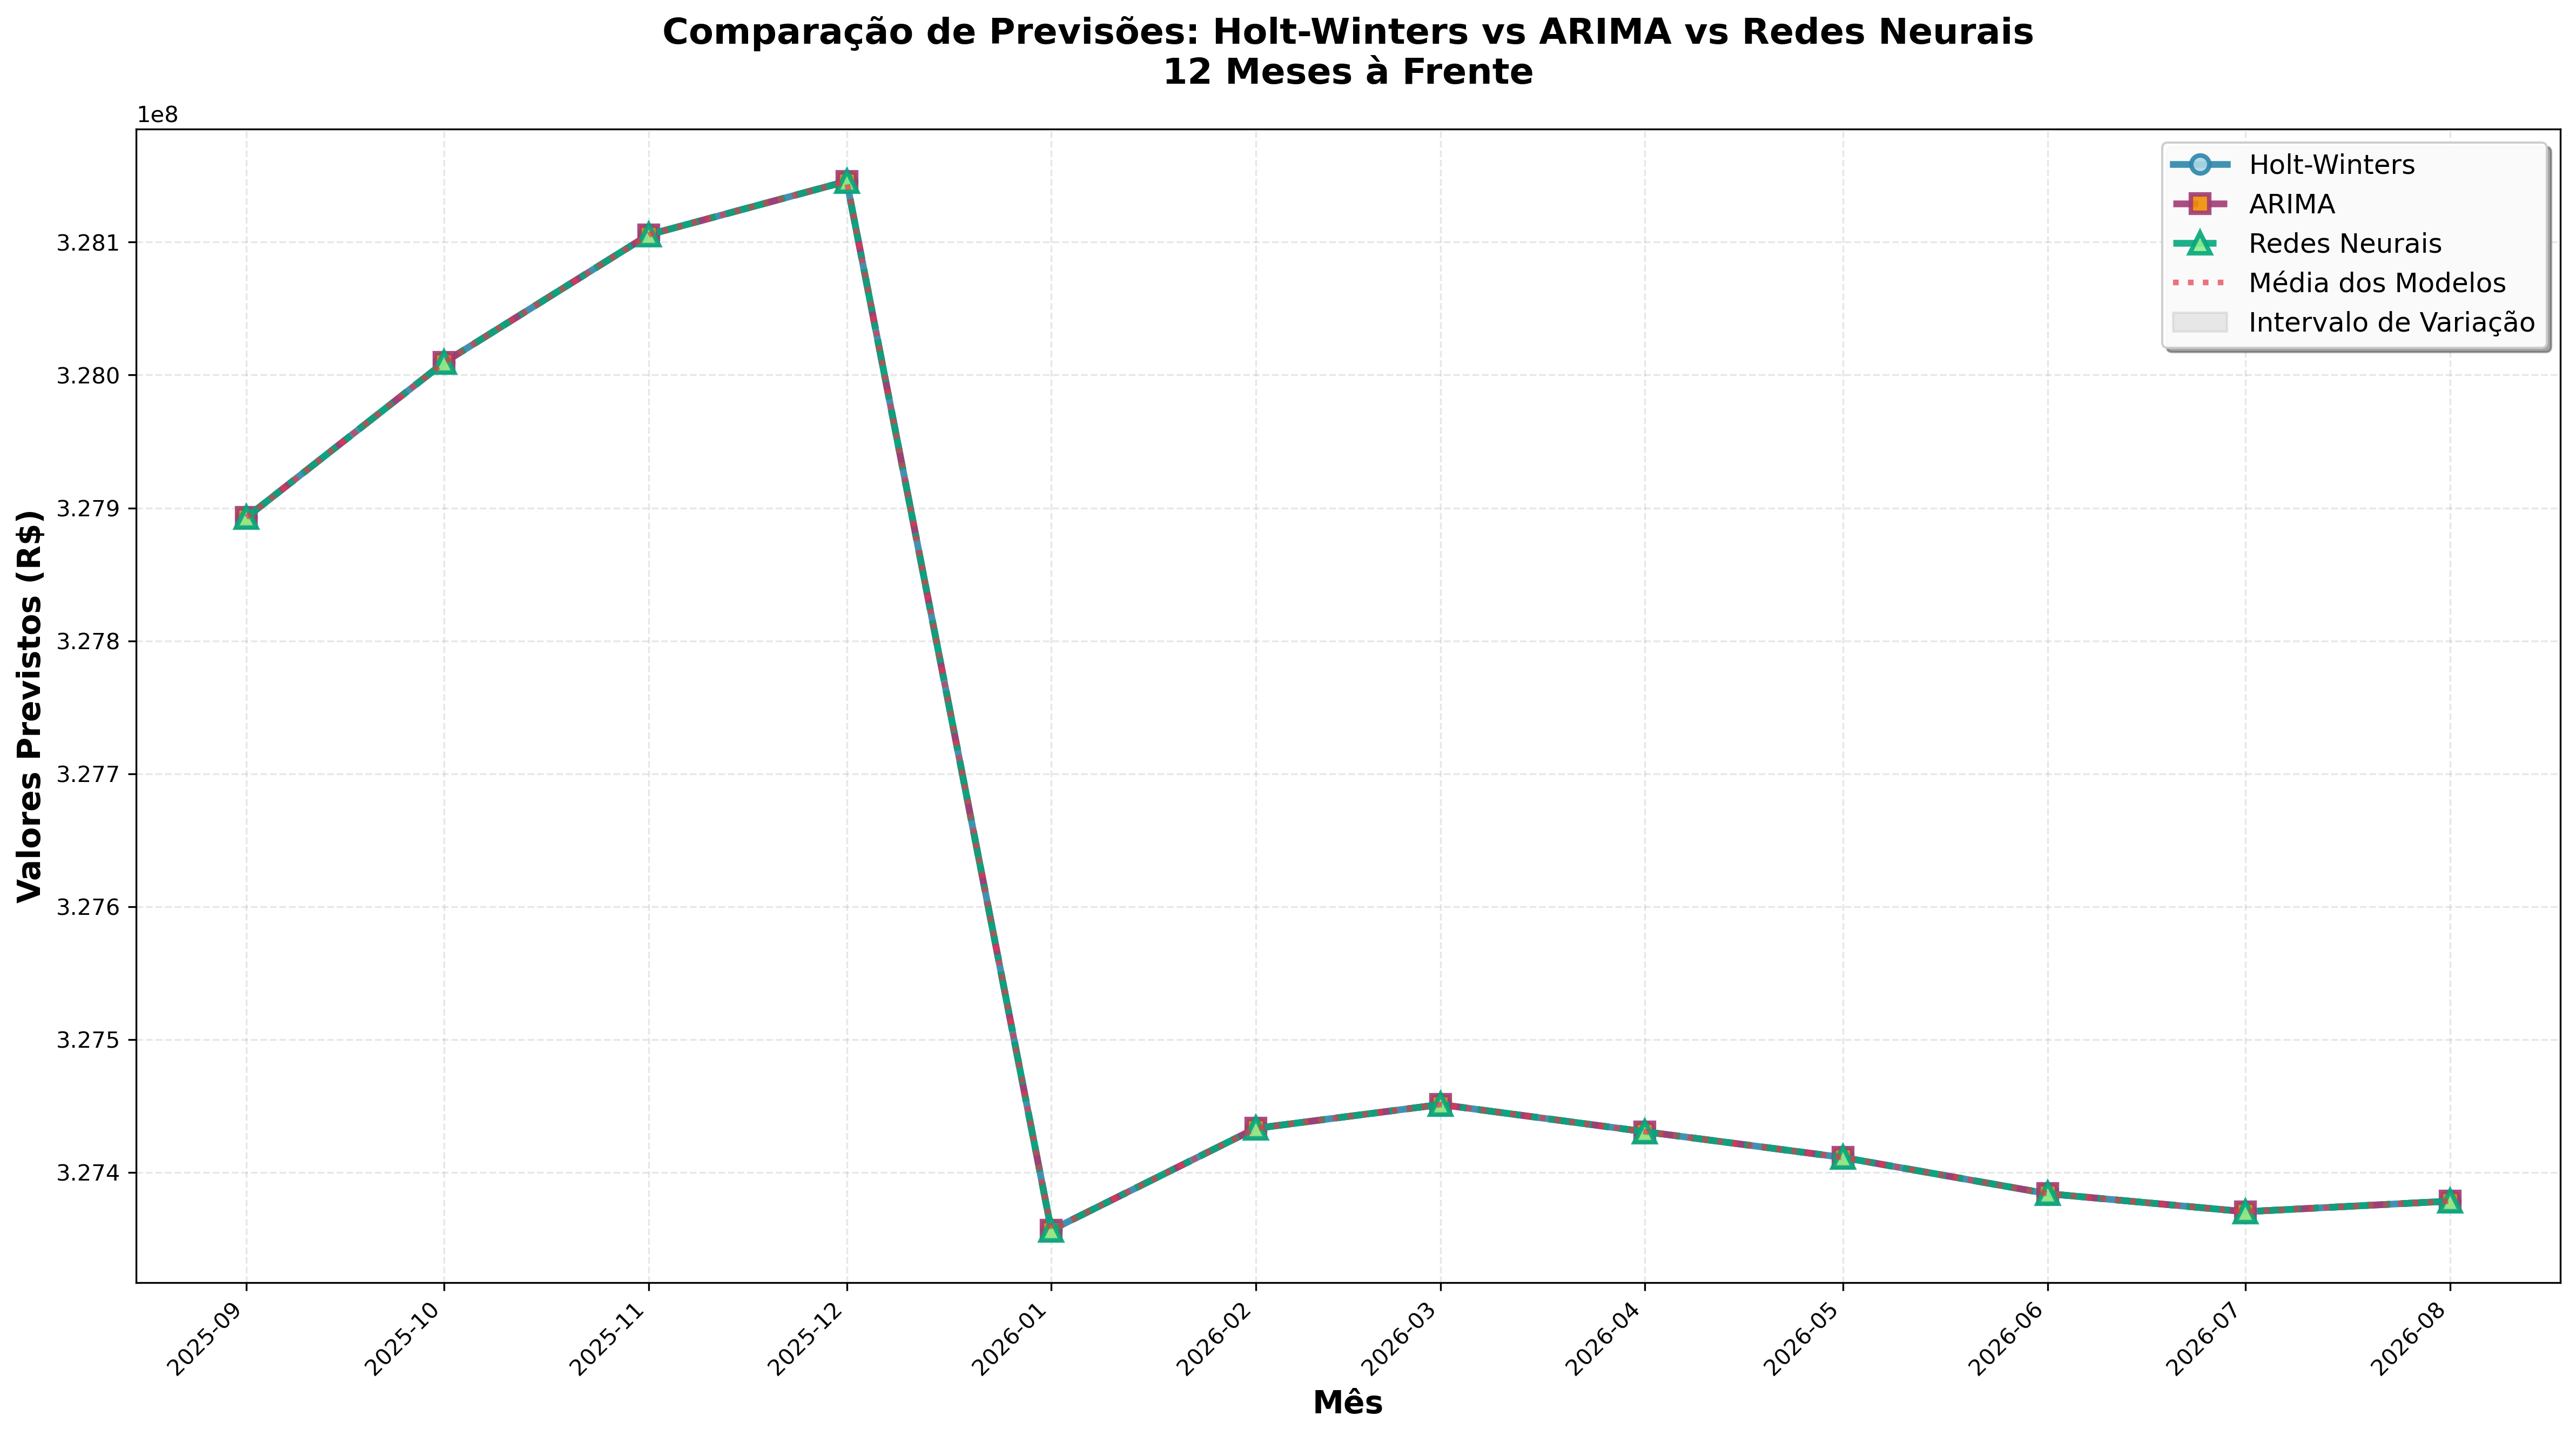 Comparação de Previsões: Holt-Winters vs ARIMA vs Redes Neurais
12 Meses à Frente
1e8
Holt-Winters
ARIMA
Redes Neurais
Média dos Modelos
Intervalo de Variação
3.281
3.280
3.279
3.278
3.277
3.276
3.275
3.274
Valores Previstos (R$)
2025-09
2025-10
2025-11
2025-12
2026-01
2026-02
2026-03
2026-04
2026-05
2026-06
2026-07
2026-08
Mês